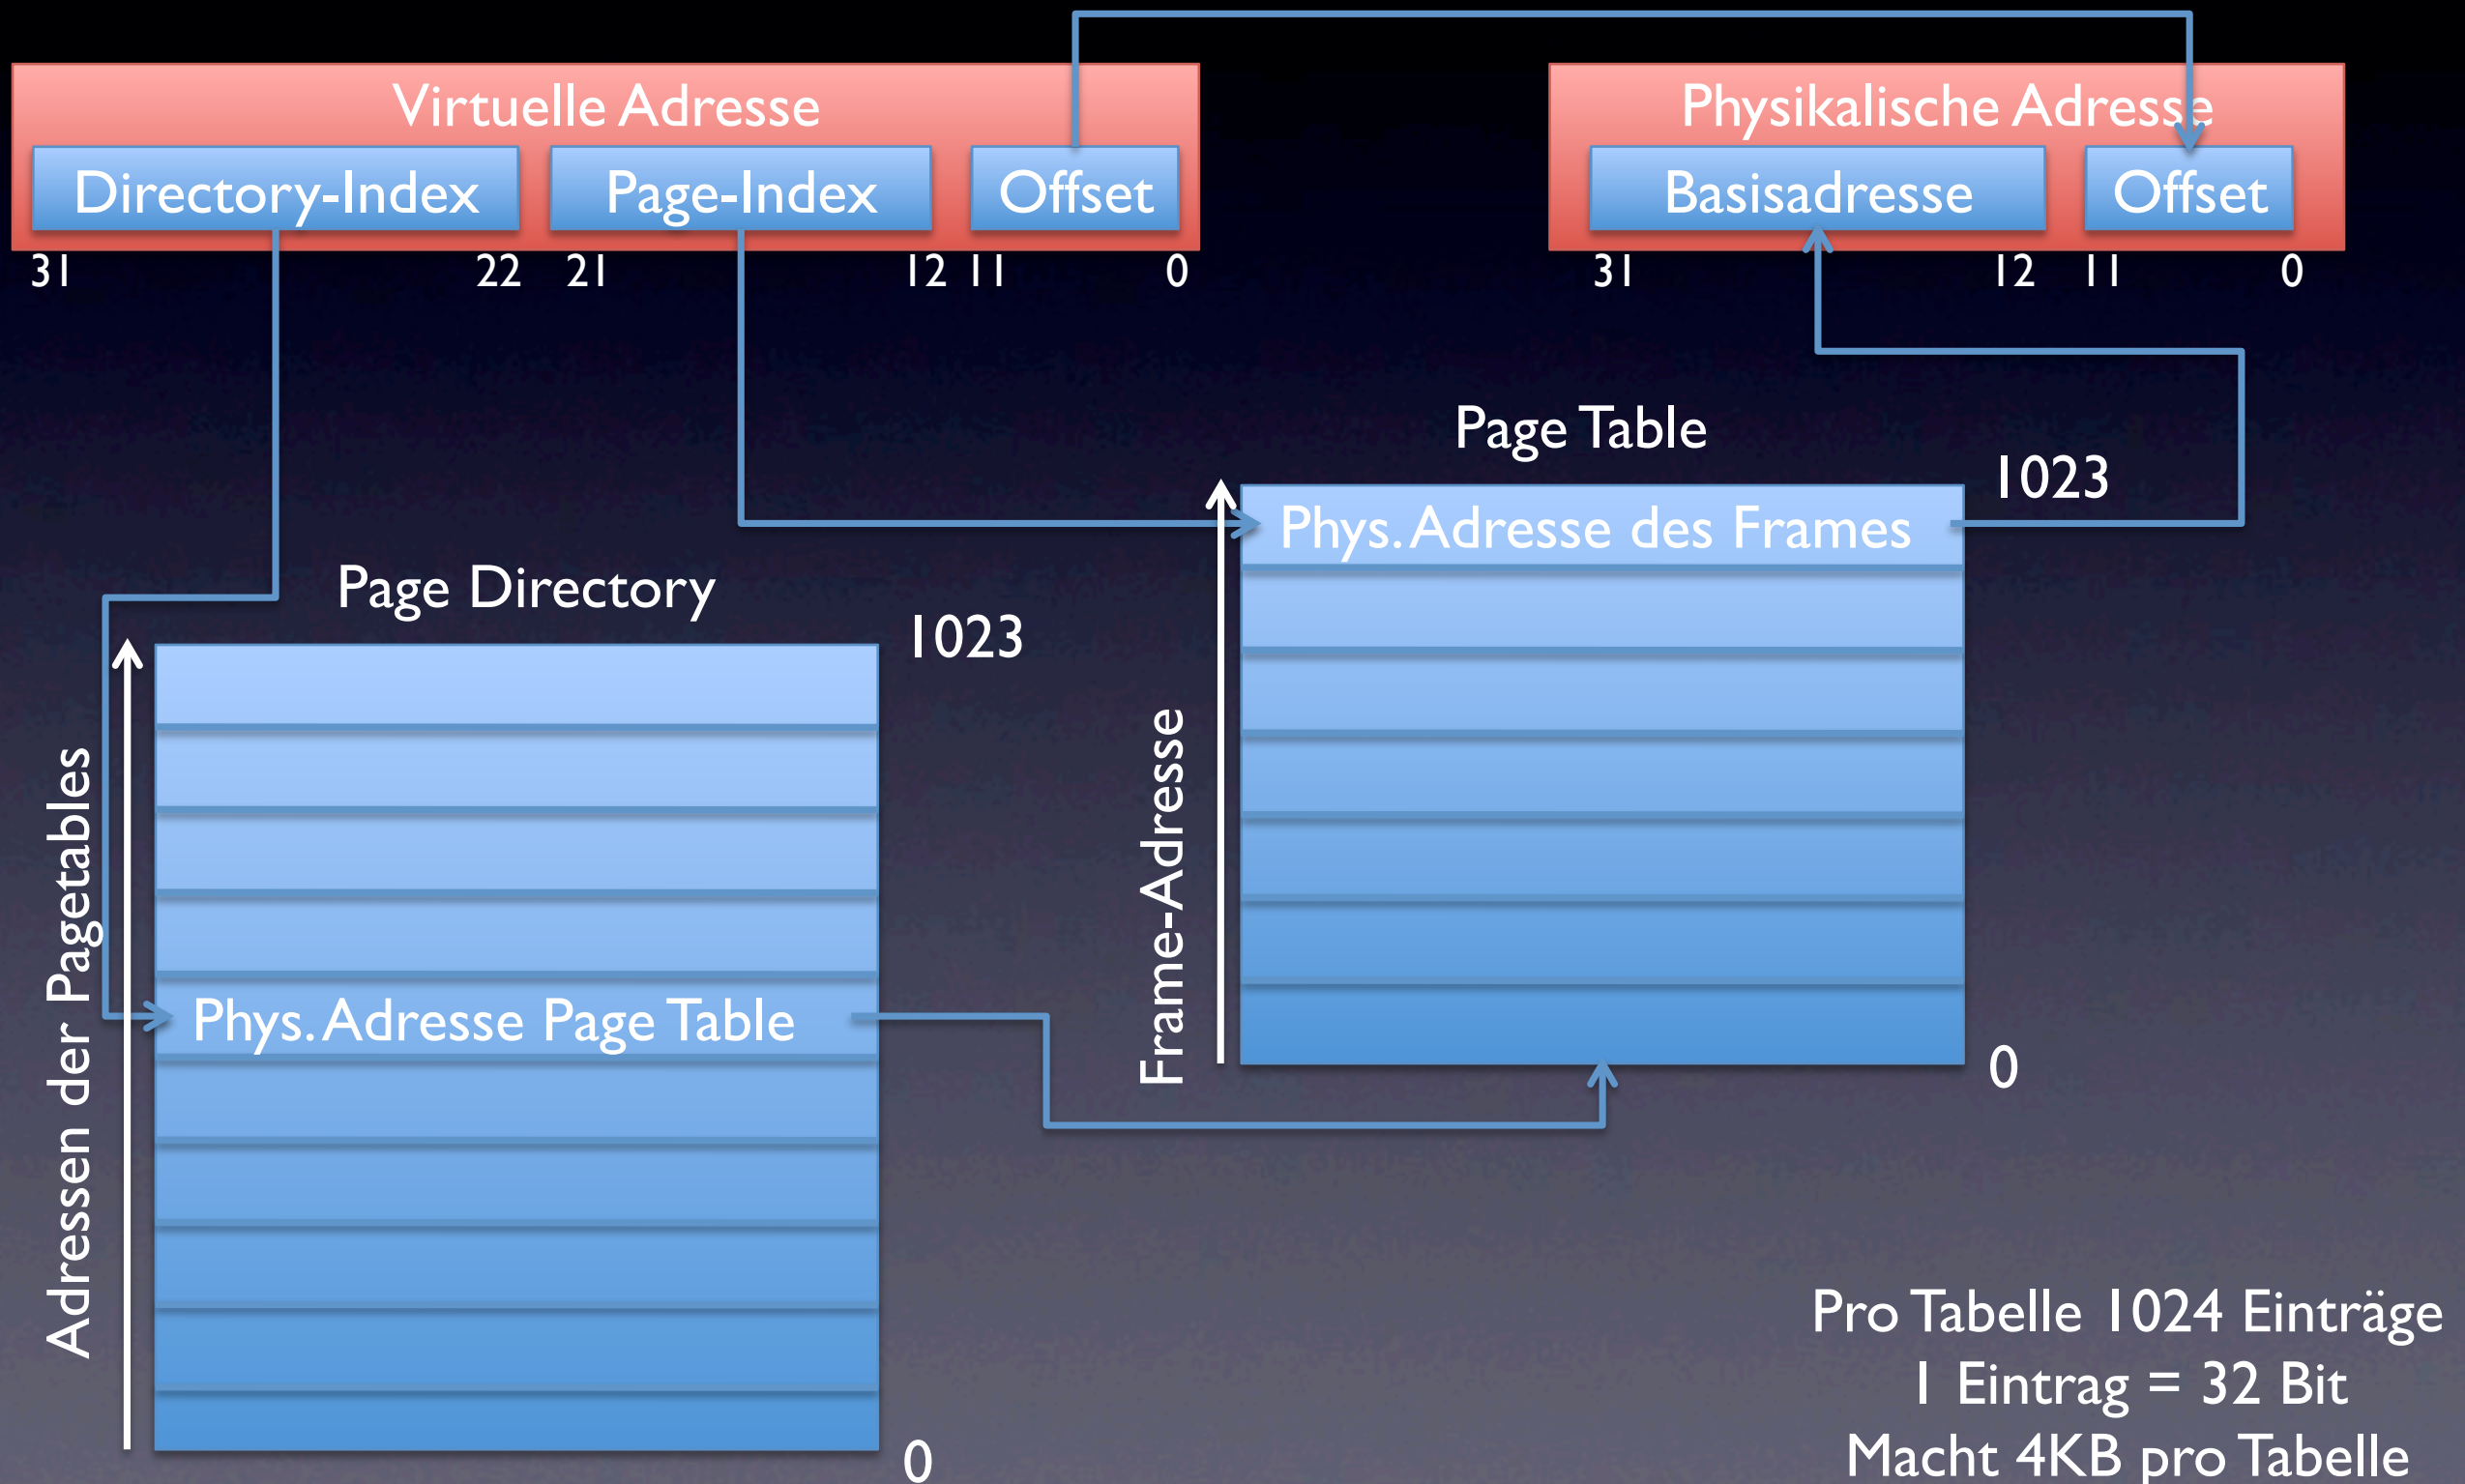 Virtuelle Adresse
Directory-Index Page-Index Offset
31 22 21 12 11 0
Physikalische Adresse
Basisadresse Offset
31 12 11 0
Page Table
1023
Phys. Adresse des Frames
Frame-Adresse
0
Page Directory
1023
Adressen der Pagetables
Phys. Adresse Page Table
0
Pro Tabelle 1024 Einträge
1 Eintrag = 32 Bit
Macht 4KB pro Tabelle